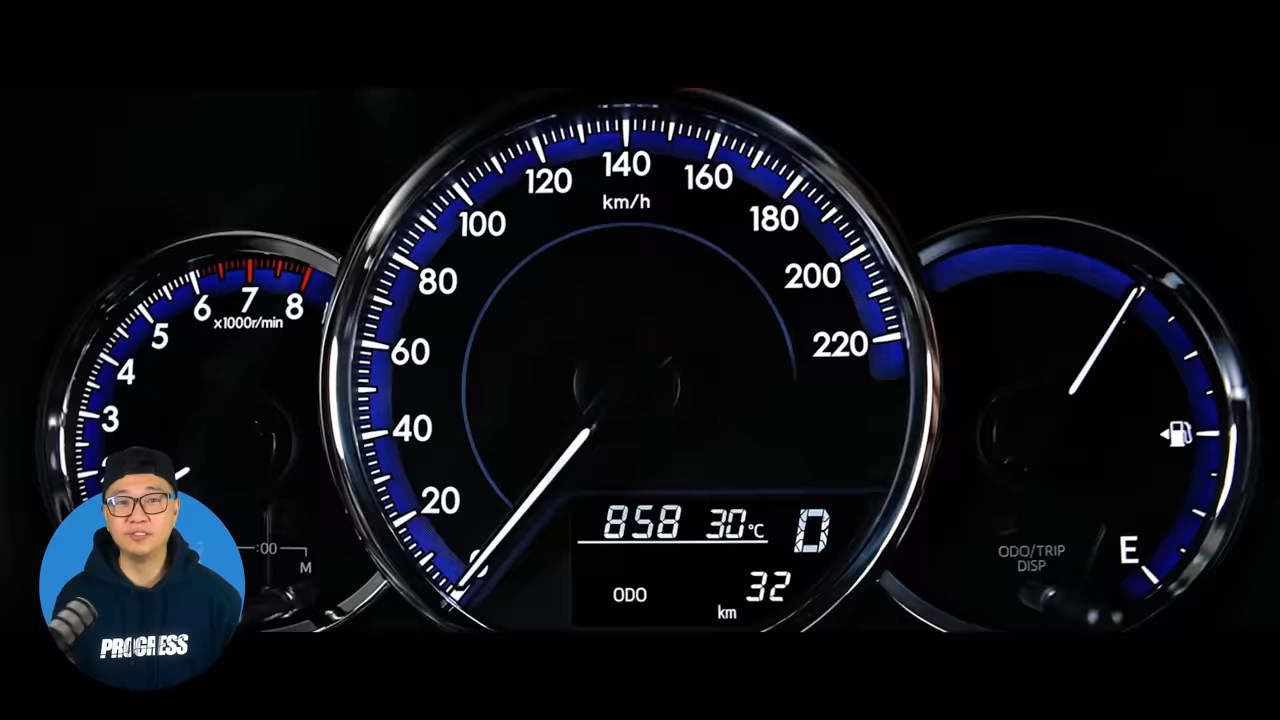 6 7 8
x1000r/min
5
4
3
140
120 160
km/h
100 180
80 200
60 220
40
20
858 30°C D
ODO 32
km
:00
M
ODO/TRIP
DISP
E
PROGRESS